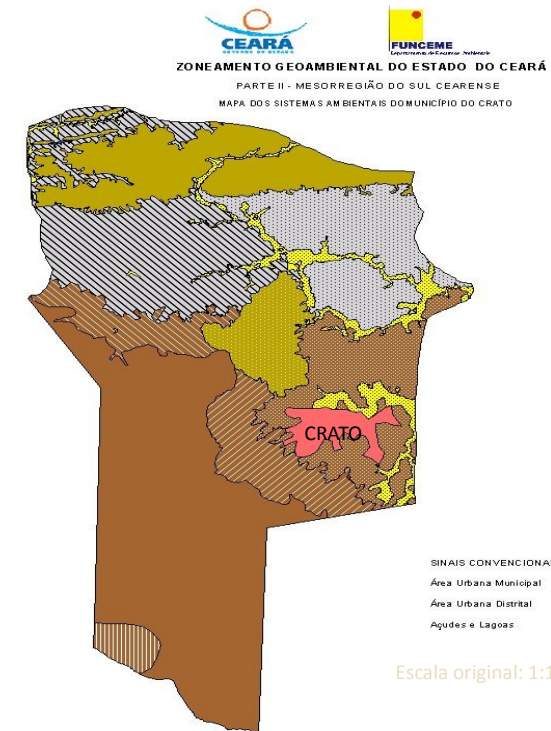 CEARÁ
GOVERNO DO ESTADO
FUNCEME
ZONEAMENTO GEOAMBIENTAL DO ESTADO DO CEARÁ
PARTE II - MESORREGIÃO DO SUL CEARENSE
MAPA DOS SISTEMAS AMBIENTAIS DO MUNICÍPIO DO CRATO
CRATO
SINAIS CONVENCIONA
Área Urbana Municipal
Área Urbana Distrital
Açudes e Lagoas
Escala original: 1:1